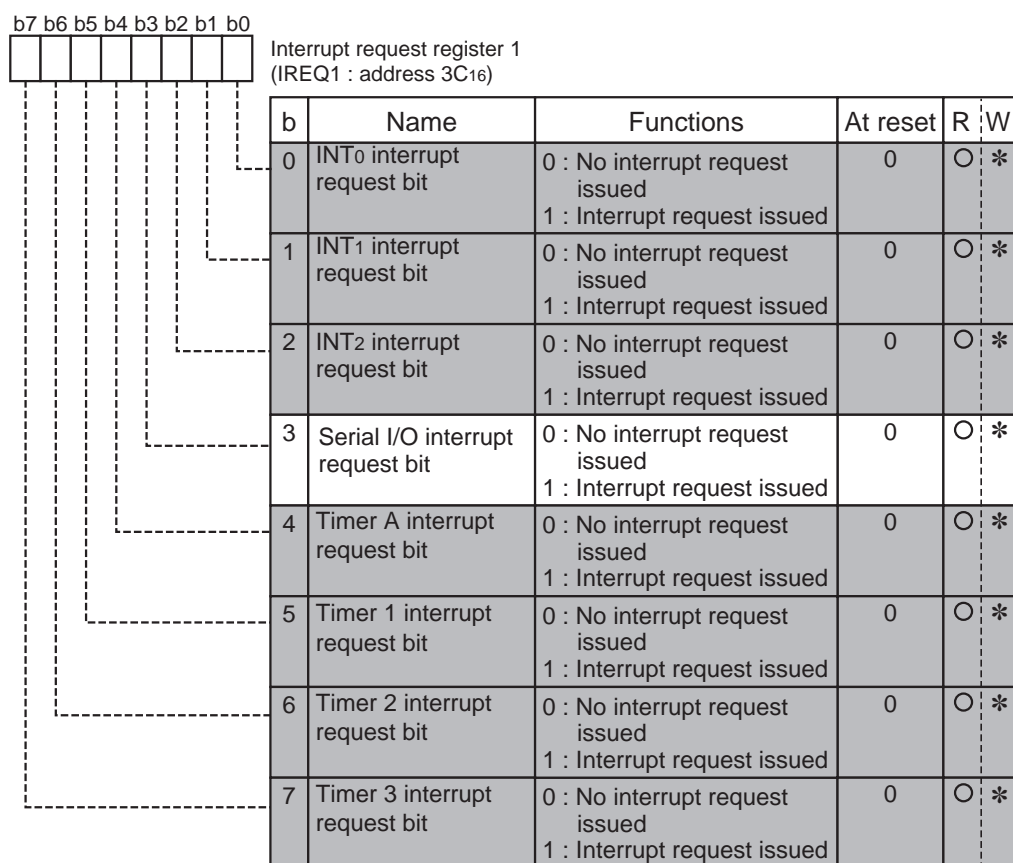 b7 b6 b5 b4 b3 b2 b1 b0
Interrupt request register 1
(IREQ1 : address 3C16)
b Name Functions At reset R W
0 INT0 interrupt request bit 0 : No interrupt request issued 1 : Interrupt request issued 0 ○ *
1 INT1 interrupt request bit 0 : No interrupt request issued 1 : Interrupt request issued 0 ○ *
2 INT2 interrupt request bit 0 : No interrupt request issued 1 : Interrupt request issued 0 ○ *
3 Serial I/O interrupt request bit 0 : No interrupt request issued 1 : Interrupt request issued 0 ○ *
4 Timer A interrupt request bit 0 : No interrupt request issued 1 : Interrupt request issued 0 ○ *
5 Timer 1 interrupt request bit 0 : No interrupt request issued 1 : Interrupt request issued 0 ○ *
6 Timer 2 interrupt request bit 0 : No interrupt request issued 1 : Interrupt request issued 0 ○ *
7 Timer 3 interrupt request bit 0 : No interrupt request issued 1 : Interrupt request issued 0 ○ *